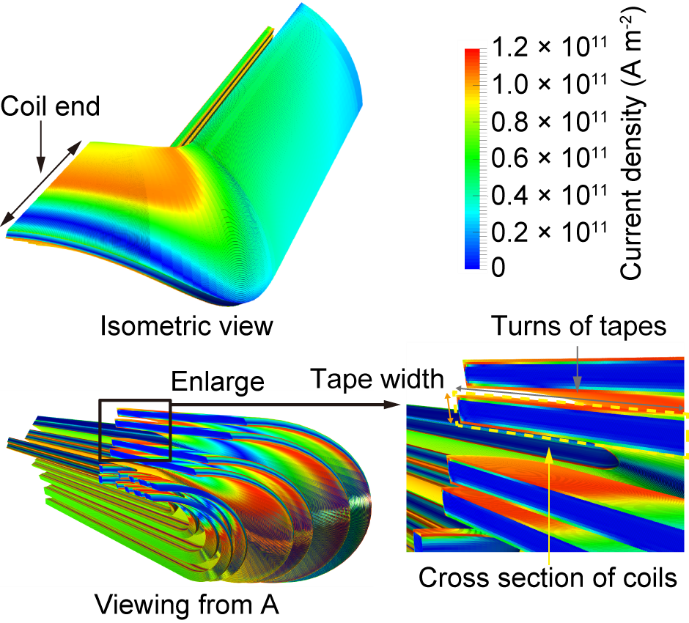 Coil end
Isometric view
1.2 × 10¹¹
1.0 × 10¹¹
0.8 × 10¹¹
0.6 × 10¹¹
0.4 × 10¹¹
0.2 × 10¹¹
0
Current density (A m⁻²)
Turns of tapes
Enlarge
Tape width
Viewing from A
Cross section of coils